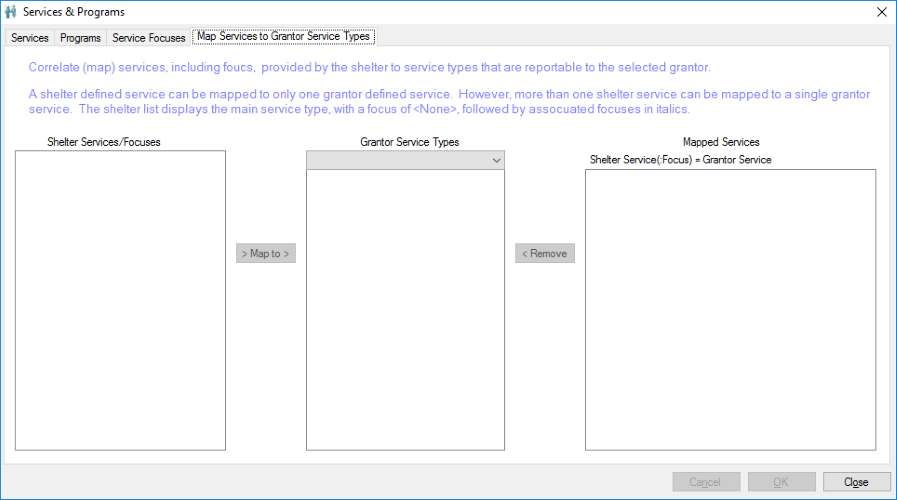 Services & Programs
Services Programs Service Focuses Map Services to Grantor Service Types
Correlate (map) services, including foucs, provided by the shelter to service types that are reportable to the selected grantor.
A shelter defined service can be mapped to only one grantor defined service. However, more than one shelter service can be mapped to a single grantor
service. The shelter list displays the main service type, with a focus of <None>, followed by assocuated focuses in italics.
Shelter Services/Focuses Grantor Service Types Mapped Services
Shelter Service(:Focus) = Grantor Service
> Map to > < Remove
Cancel OK Close